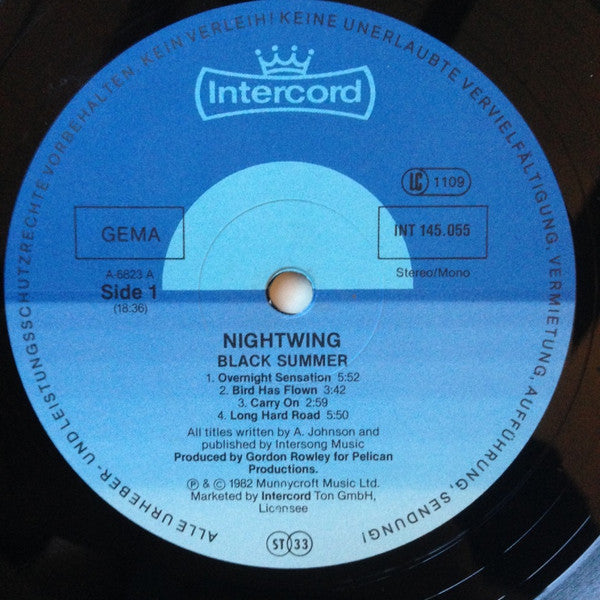 ALLE URHEBER- UND LEISTUNGSSCHUTZRECHTE VORBEHALTEN, KEIN VERLEIH! KEINE UNERLAUBTE VERVIELFÄLTIGUNG, VERMIETUNG, AUFFÜHRUNG, SENDUNG!
Intercord
LC 1109
GEMA
INT 145.055
A-6623 A
Stereo/Mono
Side 1
(18:36)
NIGHTWING
BLACK SUMMER
1. Overnight Sensation 5:52
2. Bird Has Flown 3:42
3. Carry On 2:59
4. Long Hard Road 5:50
All titles written by A. Johnson and
published by Intersong Music
Produced by Gordon Rowley for Pelican
Productions.
℗ & © 1982 Munnycroft Music Ltd.
Marketed by Intercord Ton GmbH,
Licensee
ST 33